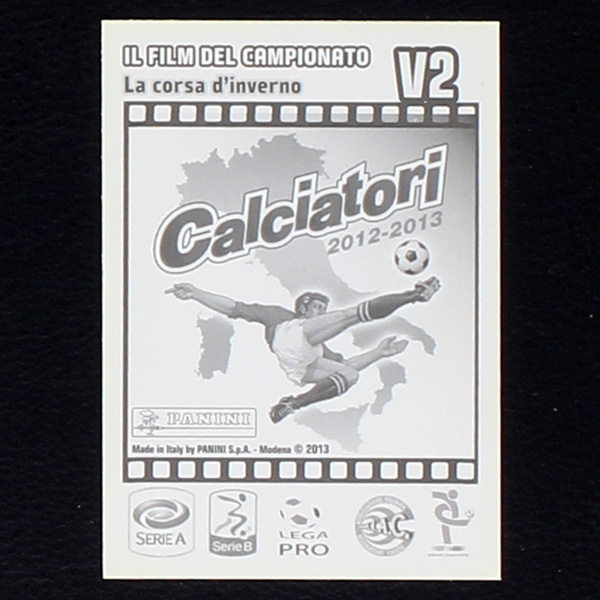 IL FILM DEL CAMPIONATO
V2
La corsa d'inverno
Calciatori
2012-2013
PANINI
Made in Italy by PANINI S.p.A. - Modena © 2013
SERIE A
Serie B
LEGA
PRO